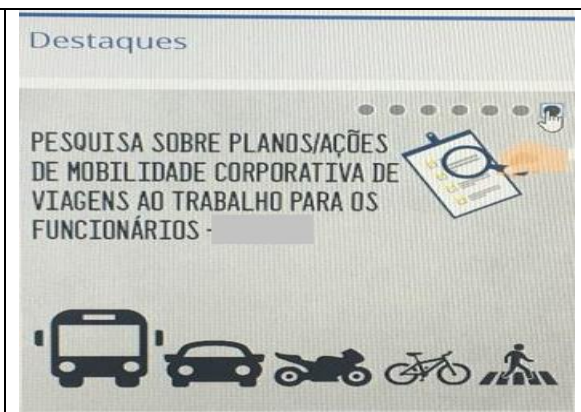 Destaques
PESQUISA SOBRE PLANOS/AÇÕES
DE MOBILIDADE CORPORATIVA DE
VIAGENS AO TRABALHO PARA OS
FUNCIONÁRIOS -